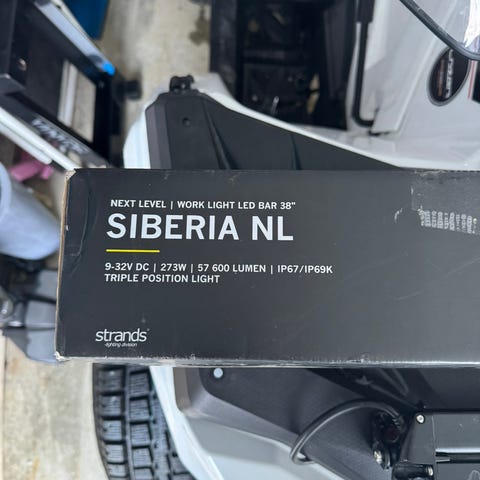 NEXT LEVEL | WORK LIGHT LED BAR 38"
SIBERIA NL
9-32V DC | 273W | 57 600 LUMEN | IP67/IP69K
TRIPLE POSITION LIGHT
strands
lighting division